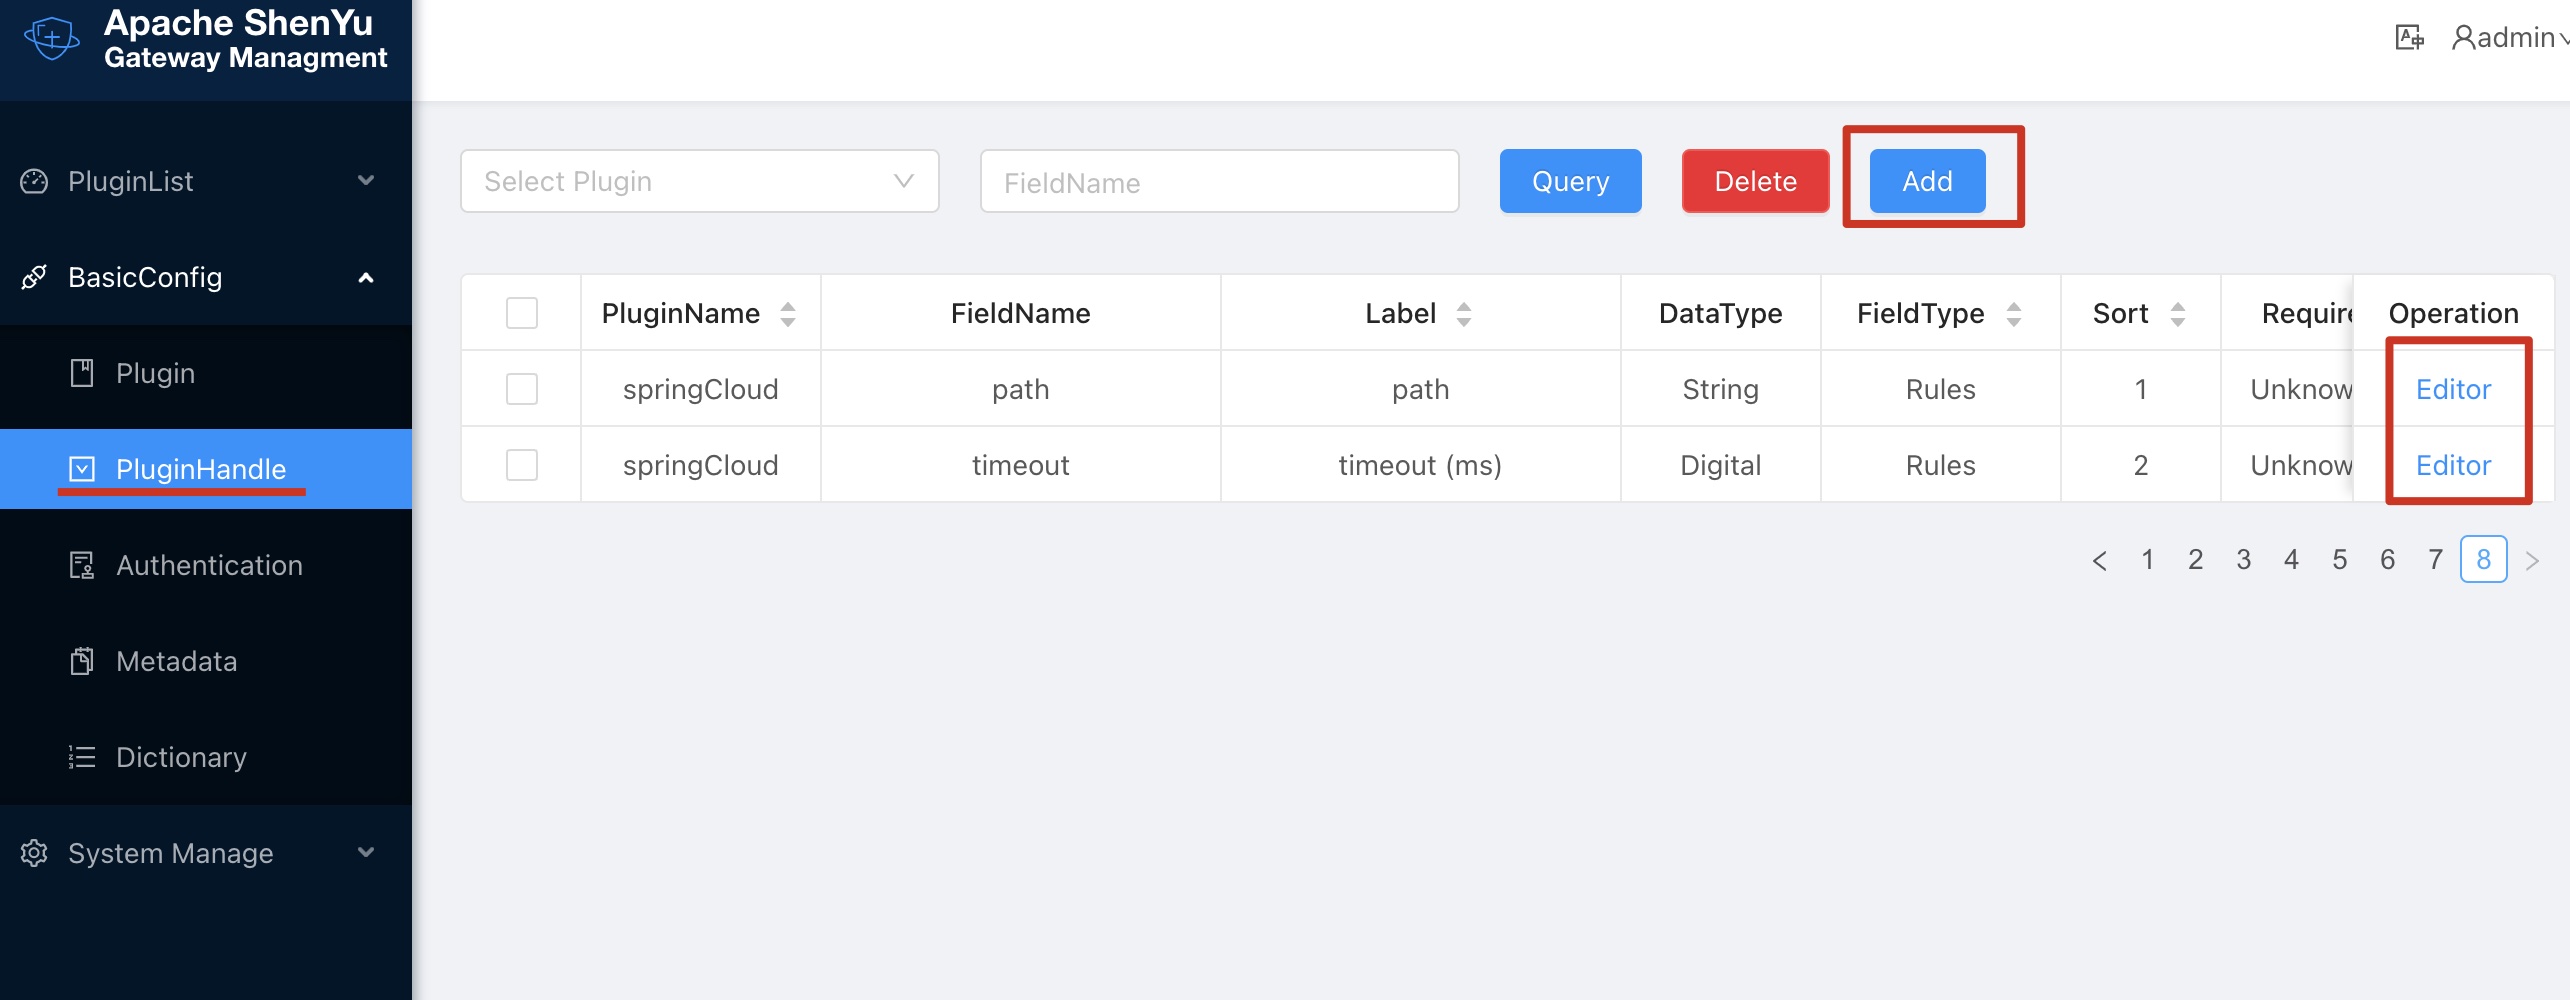 Apache ShenYu
Gateway Managment
admin
PluginList
BasicConfig
Plugin
PluginHandle
Authentication
Metadata
Dictionary
System Manage
Select Plugin FieldName Query Delete Add
PluginName FieldName Label DataType FieldType Sort Require Operation
springCloud path path String Rules 1 Unknow Editor
springCloud timeout timeout (ms) Digital Rules 2 Unknow Editor
< 1 2 3 4 5 6 7 8 >